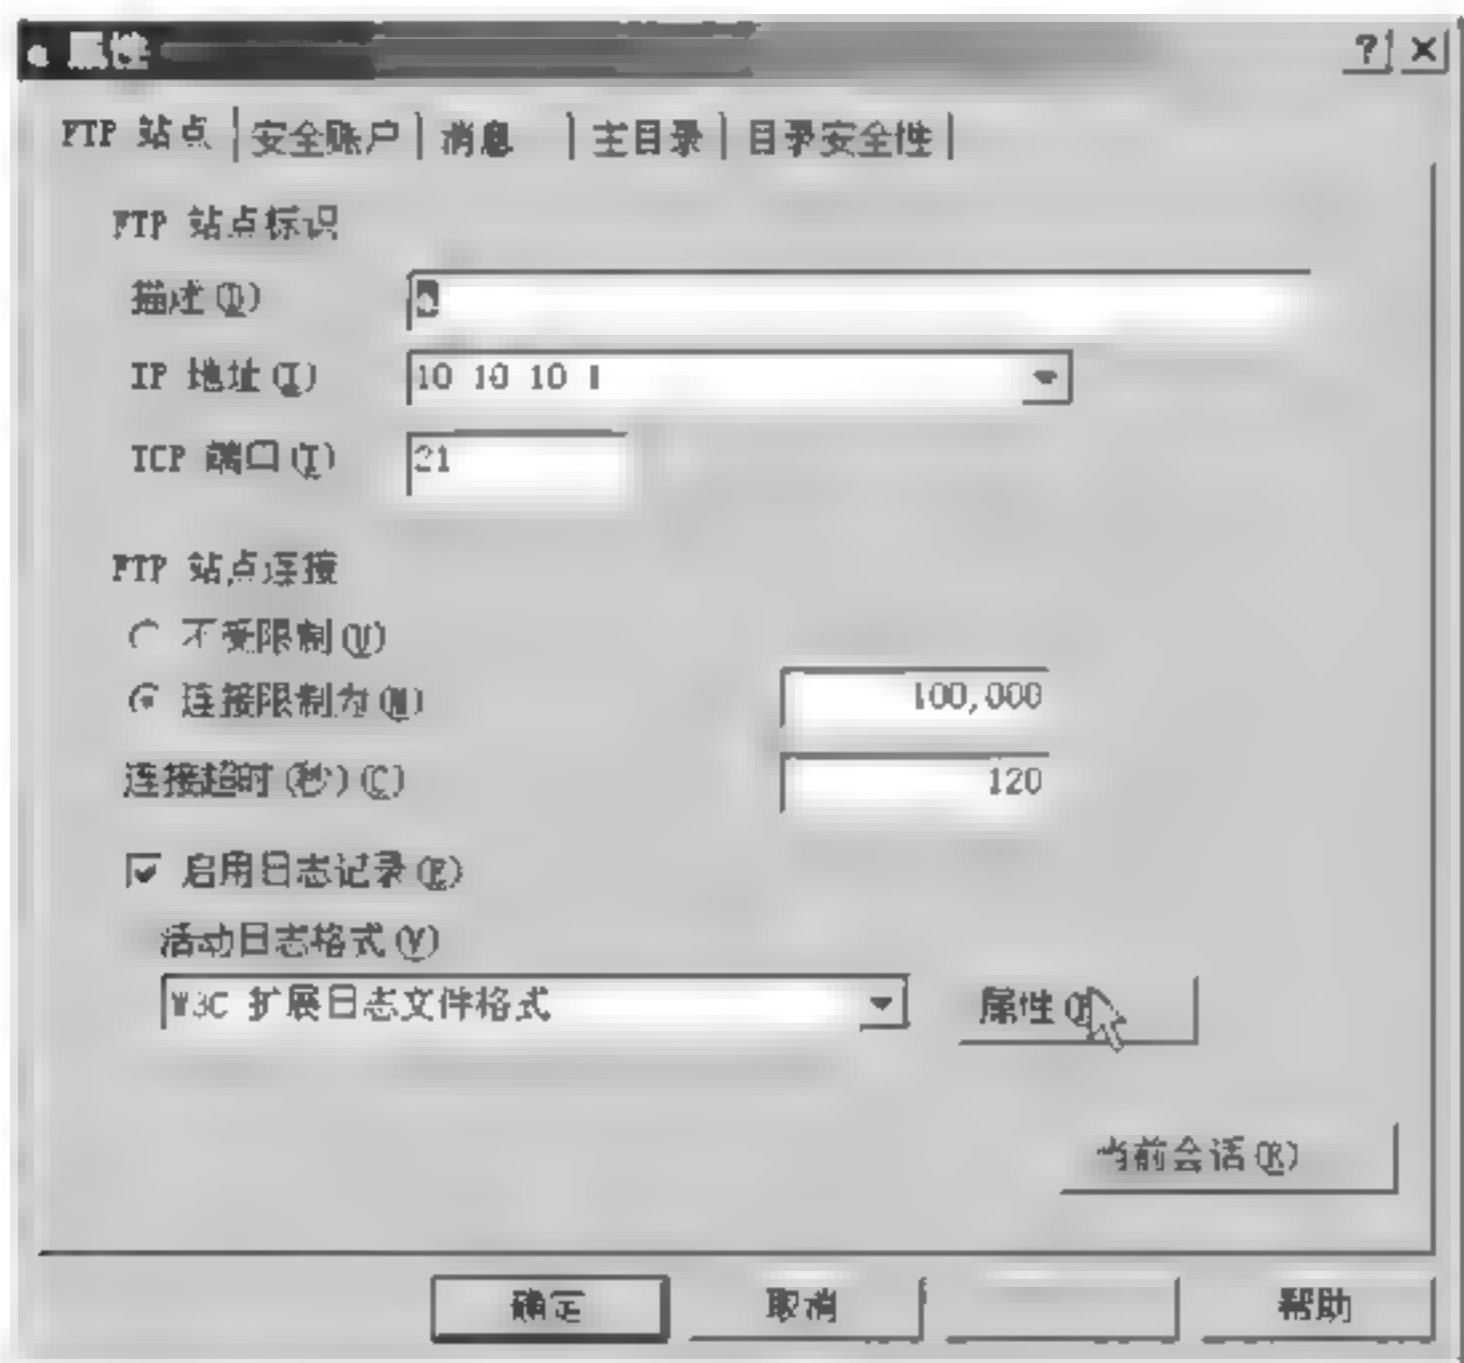 a 属性
FTP 站点 安全账户 消息 主目录 目录安全性
FTP 站点标识
描述(D)
a
IP 地址(I)
10 10 10 1
TCP 端口(T)
21
FTP 站点连接
不受限制(U)
连接限制为(M)
100,000
连接超时(秒)(C)
120
启用日志记录(E)
活动日志格式(V)
W3C 扩展日志文件格式
属性(P)
当前会话(R)
确定 取消 帮助